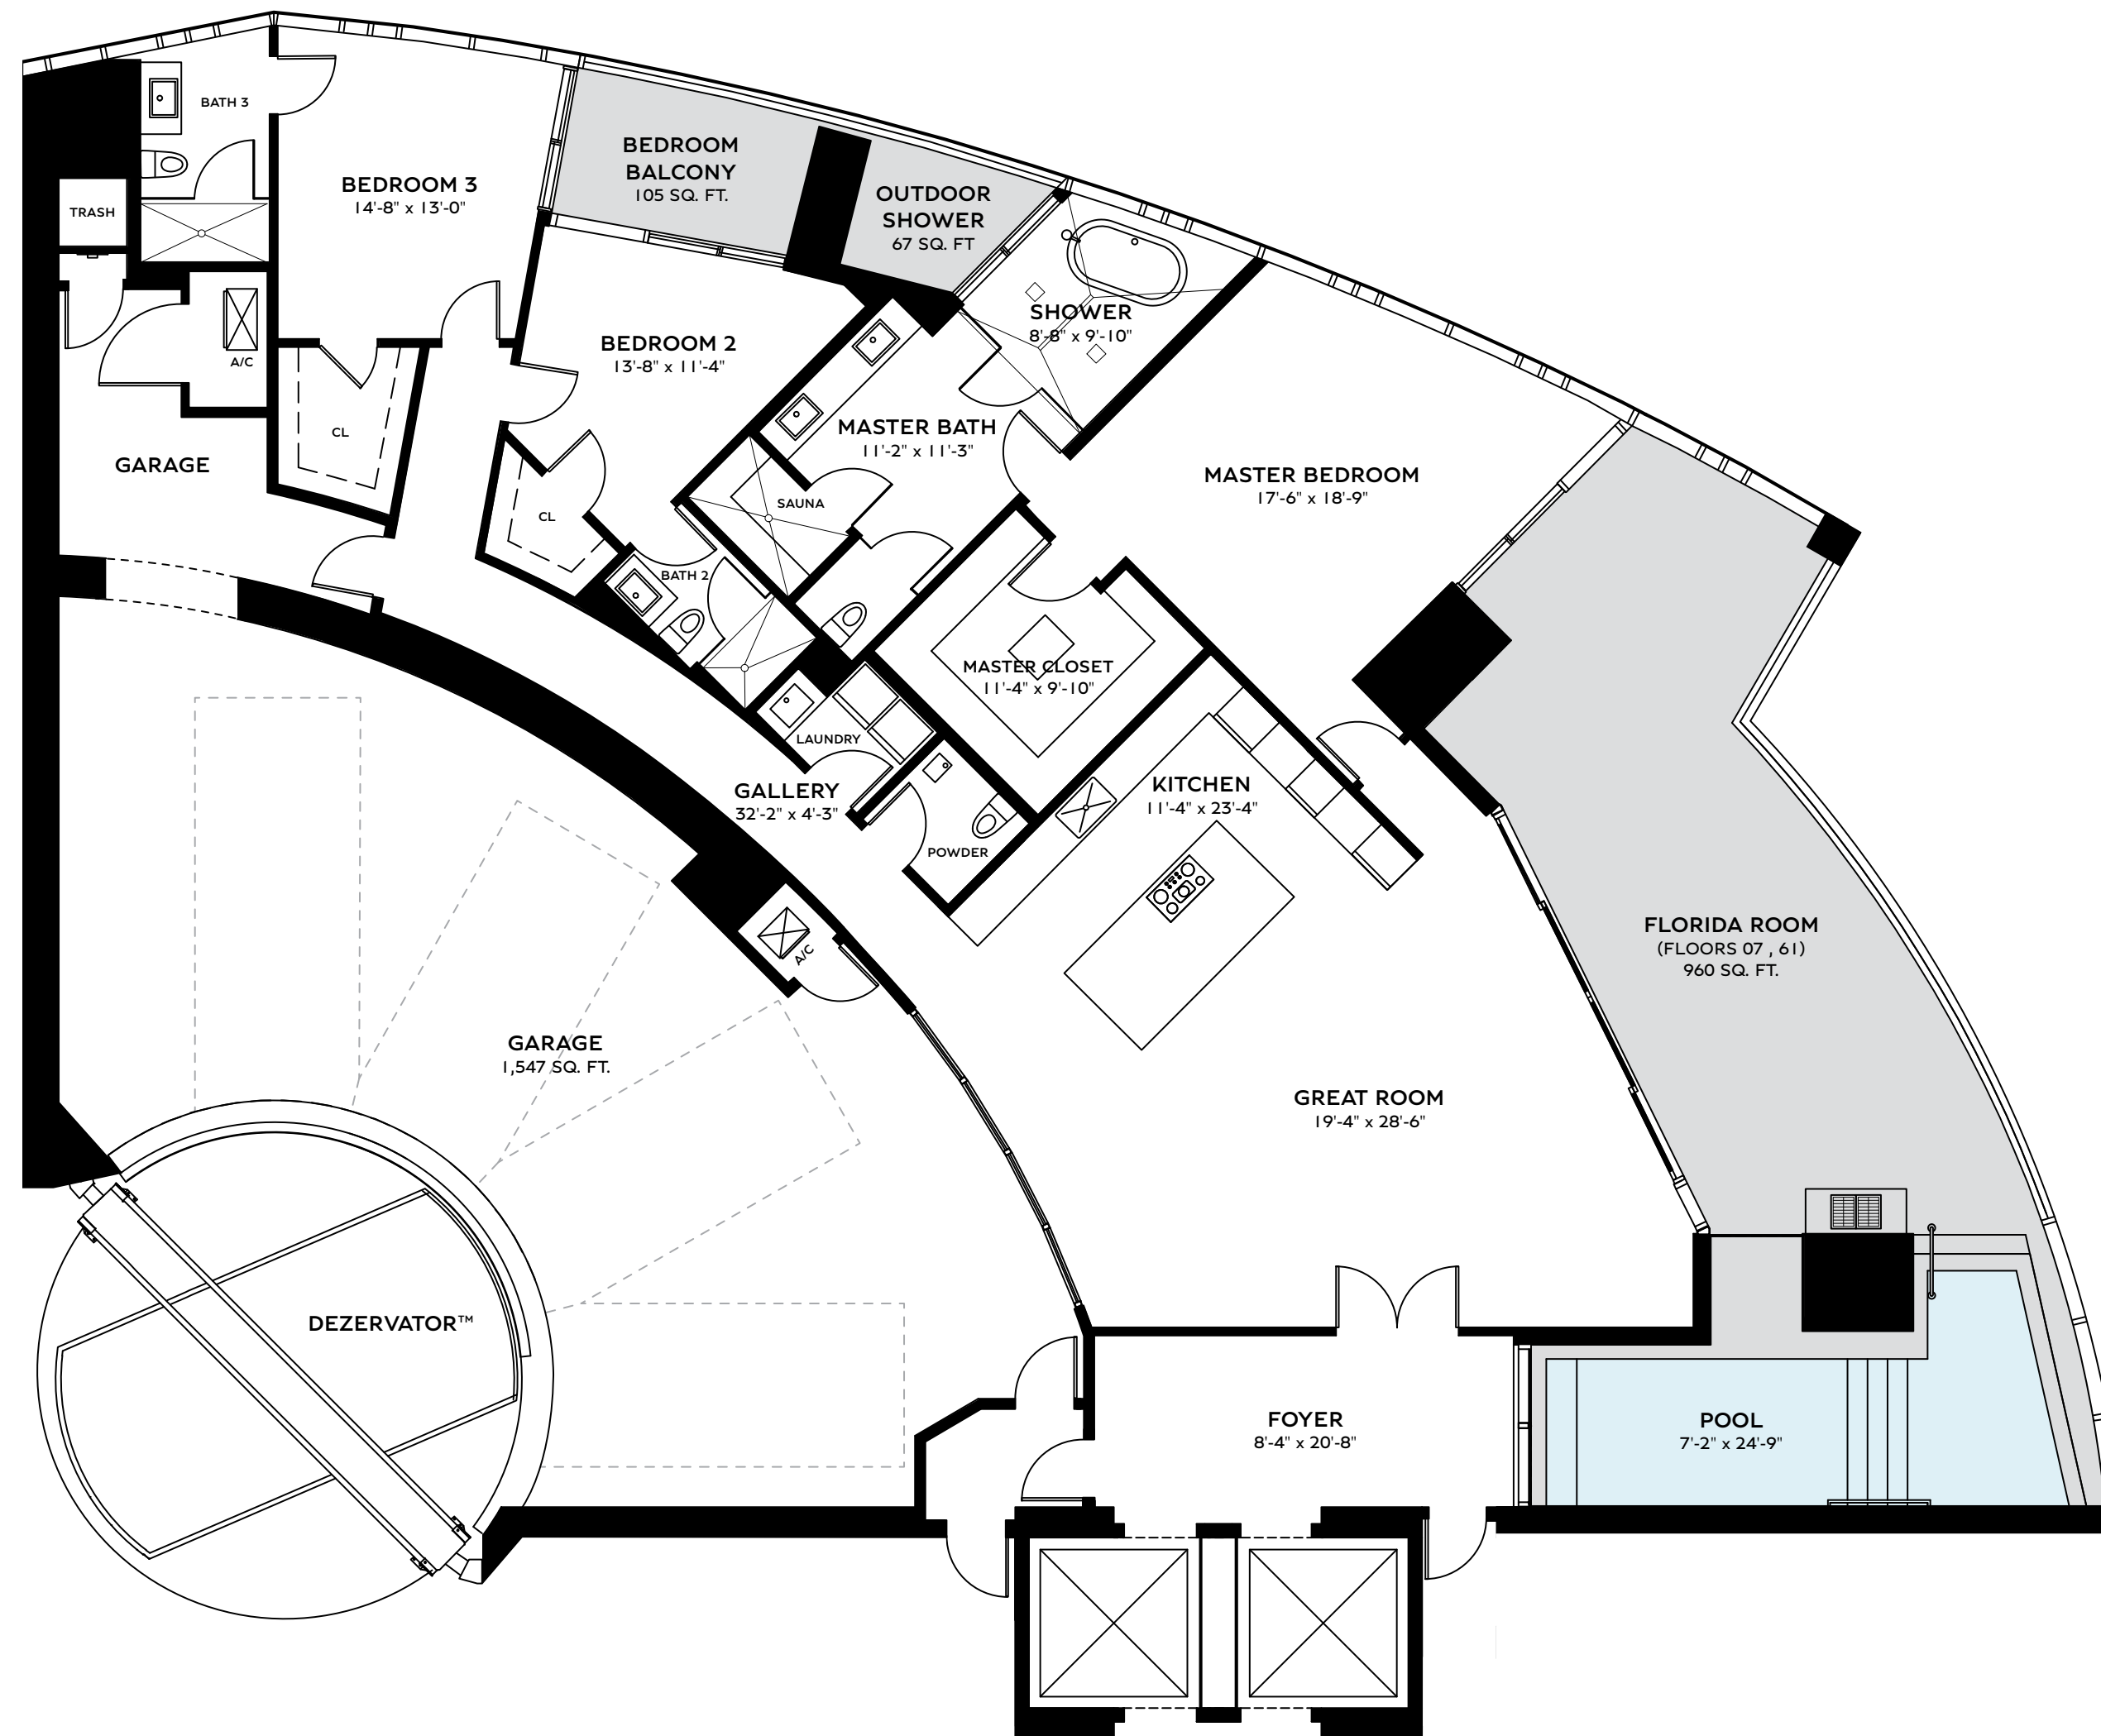 BATH 3
BEDROOM 3
14'-8" x 13'-0"
BEDROOM
BALCONY
105 SQ. FT.
OUTDOOR
SHOWER
67 SQ. FT
TRASH
A/C
CL
GARAGE
BEDROOM 2
13'-8" x 11'-4"
CL
SHOWER
8'-8" x 9'-10"
MASTER BATH
11'-2" x 11'-3"
SAUNA
BATH 2
MASTER BEDROOM
17'-6" x 18'-9"
MASTER CLOSET
11'-4" x 9'-10"
LAUNDRY
GALLERY
32'-2" x 4'-3"
POWDER
KITCHEN
11'-4" x 23'-4"
A/C
FLORIDA ROOM
(FLOORS 07 , 61)
960 SQ. FT.
GARAGE
1,547 SQ. FT.
GREAT ROOM
19'-4" x 28'-6"
DEZERVATOR™
FOYER
8'-4" x 20'-8"
POOL
7'-2" x 24'-9"